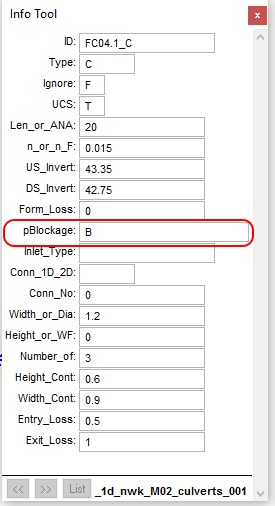 Info Tool
x
ID: FC04.1_C
Type: C
Ignore: F
UCS: T
Len_or_ANA: 20
n_or_n_F: 0.015
US_Invert: 43.35
DS_Invert: 42.75
Form_Loss: 0
pBlockage: B
Inlet_Type:
Conn_1D_2D:
Conn_No: 0
Width_or_Dia: 1.2
Height_or_WF: 0
Number_of: 3
Height_Cont: 0.6
Width_Cont: 0.9
Entry_Loss: 0.5
Exit_Loss: 1
<< >> List _1d_nwk_M02_culverts_001